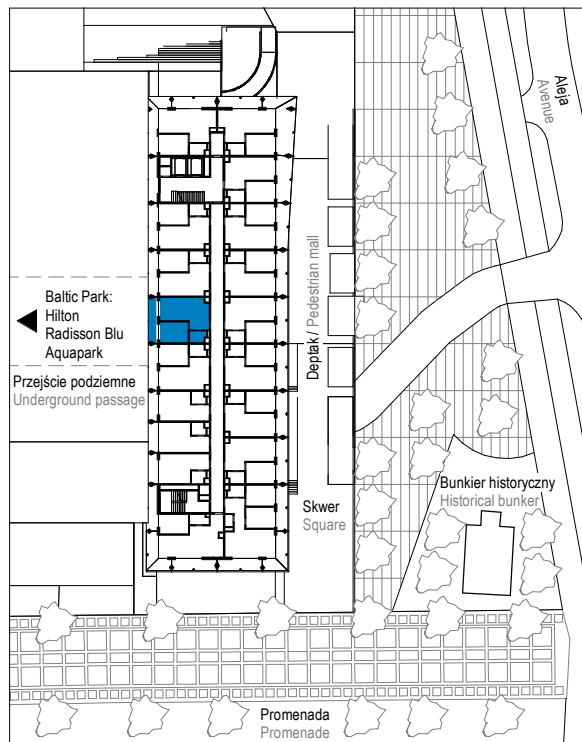 Aleja
Avenue
Baltic Park:
Hilton
Radisson Blu
Aquapark
Przejście podziemne
Underground passage
Deptak / Pedestrian mall
Bunkier historyczny
Historical bunker
Skwer
Square
Promenada
Promenade